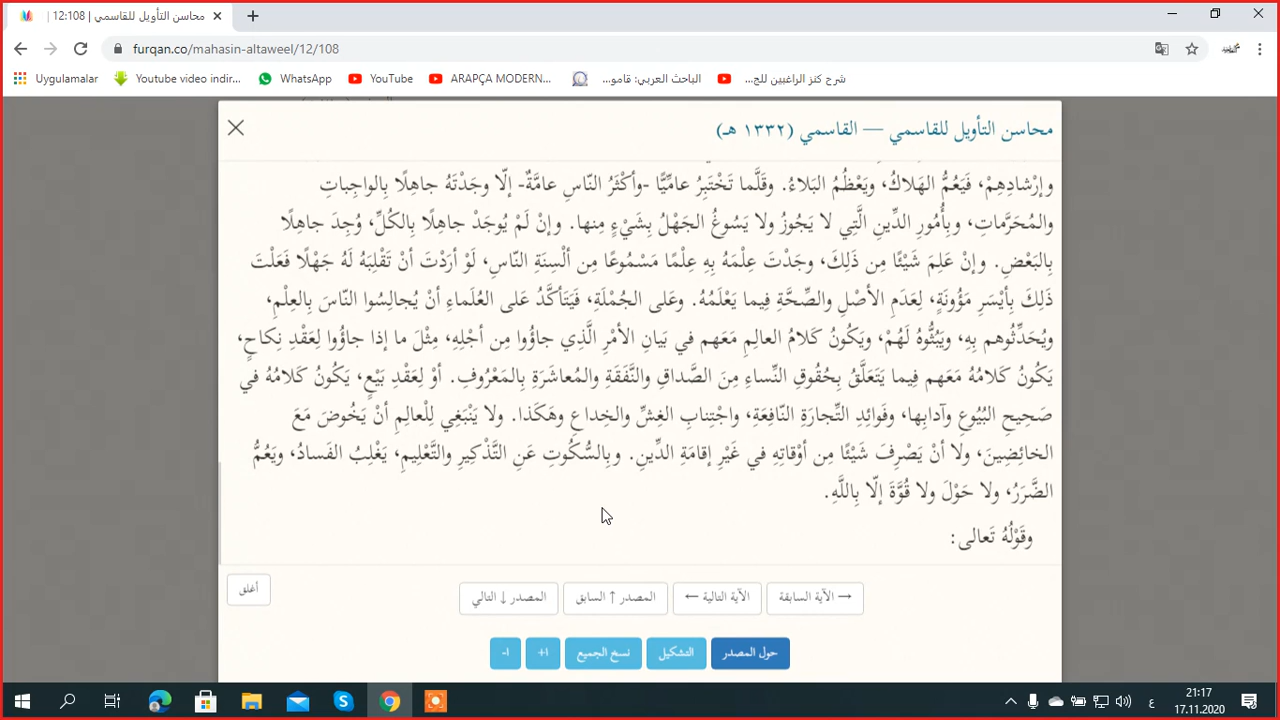 محاسن التأويل للقاسمي | 12:108
furqan.co/mahasin-altaweel/12/108
Uygulamalar
Youtube video indir...
WhatsApp
YouTube
ARAPÇA MODERN...
الباحث العربي: قامو...
شرح كنز الراغبين للج...
محاسن التأويل للقاسمي — القاسمي (١٣٣٢ هـ)
وإرْشادِهِمْ، فَيَعُمُّ الهَلاكُ، ويَعْظُمُ البَلاءُ. وقَلَّما تَخْتَبِرُ عامِّيًّا -وأكْثَرُ النّاسِ عامَّةٌ- إلّا وجَدْتَهُ جاهِلًا بِالواجِباتِ
والمُحَرَّماتِ، وبِأُمُورِ الدِّينِ الَّتِي لا يَجُوزُ ولا يَسُوغُ الجَهْلُ بِشَيْءٍ مِنها. وإنْ لَمْ يُوجَدْ جاهِلًا بِالكُلِّ، وُجِدَ جاهِلًا
بِالبَعْضِ. وإنْ عَلِمَ شَيْئًا مِن ذَلِكَ، وجَدْتَ عِلْمَهُ بِهِ عِلْمًا مَسْمُوعًا مِن ألْسِنَةِ النّاسِ، لَوْ أرَدْتَ أنْ تَقْلِبَهُ لَهُ جَهْلًا فَعَلْتَ
ذَلِكَ بِأيْسَرِ مَؤُونَةٍ، لِعَدَمِ الأصْلِ والصِّحَّةِ فِيما يَعْلَمُهُ. وعَلى الجُمْلَةِ، فَيَتَأكَّدُ عَلى العُلَماءِ أنْ يُجالِسُوا النّاسَ بِالعِلْمِ،
ويُحَدِّثُوهم بِهِ، ويَبُثُّوهُ لَهُمْ، ويَكُونُ كَلامُ العالِمِ مَعَهم في بَيانِ الأمْرِ الَّذِي جاؤُوا مِن أجْلِهِ، مِثْلَ ما إذا جاؤُوا لِعَقْدِ نِكاحٍ،
يَكُونُ كَلامُهُ مَعَهم فِيما يَتَعَلَّقُ بِحُقُوقِ النِّساءِ مِنَ الصَّداقِ والنَّفَقَةِ والمُعاشَرَةِ بِالمَعْرُوفِ. أوْ لِعَقْدِ بَيْعٍ، يَكُونُ كَلامُهُ في
صَحِيحِ البُيُوعِ وآدابِها، وفَوائِدِ التِّجارَةِ النّافِعَةِ، واجْتِنابِ الغِشِّ والخِداعِ وهَكَذا. ولا يَنْبَغِي لِلْعالِمِ أنْ يَخُوضَ مَعَ
الخائِضِينَ، ولا أنْ يَصْرِفَ شَيْئًا مِن أوْقاتِهِ في غَيْرِ إقامَةِ الدِّينِ. وبِالسُّكُوتِ عَنِ التَّذْكِيرِ والتَّعْلِيمِ، يَغْلِبُ الفَسادُ، ويَعُمُّ
الضَّرَرُ، ولا حَوْلَ ولا قُوَّةَ إلّا بِاللَّهِ.
وقَوْلُهُ تَعالى:
→ الآية السابقة
الآية التالية ←
المصدر ↑ السابق
المصدر ↓ التالي
أغلق
حول المصدر
التشكيل
نسخ الجميع
+١
-١
ع
21:17
17.11.2020